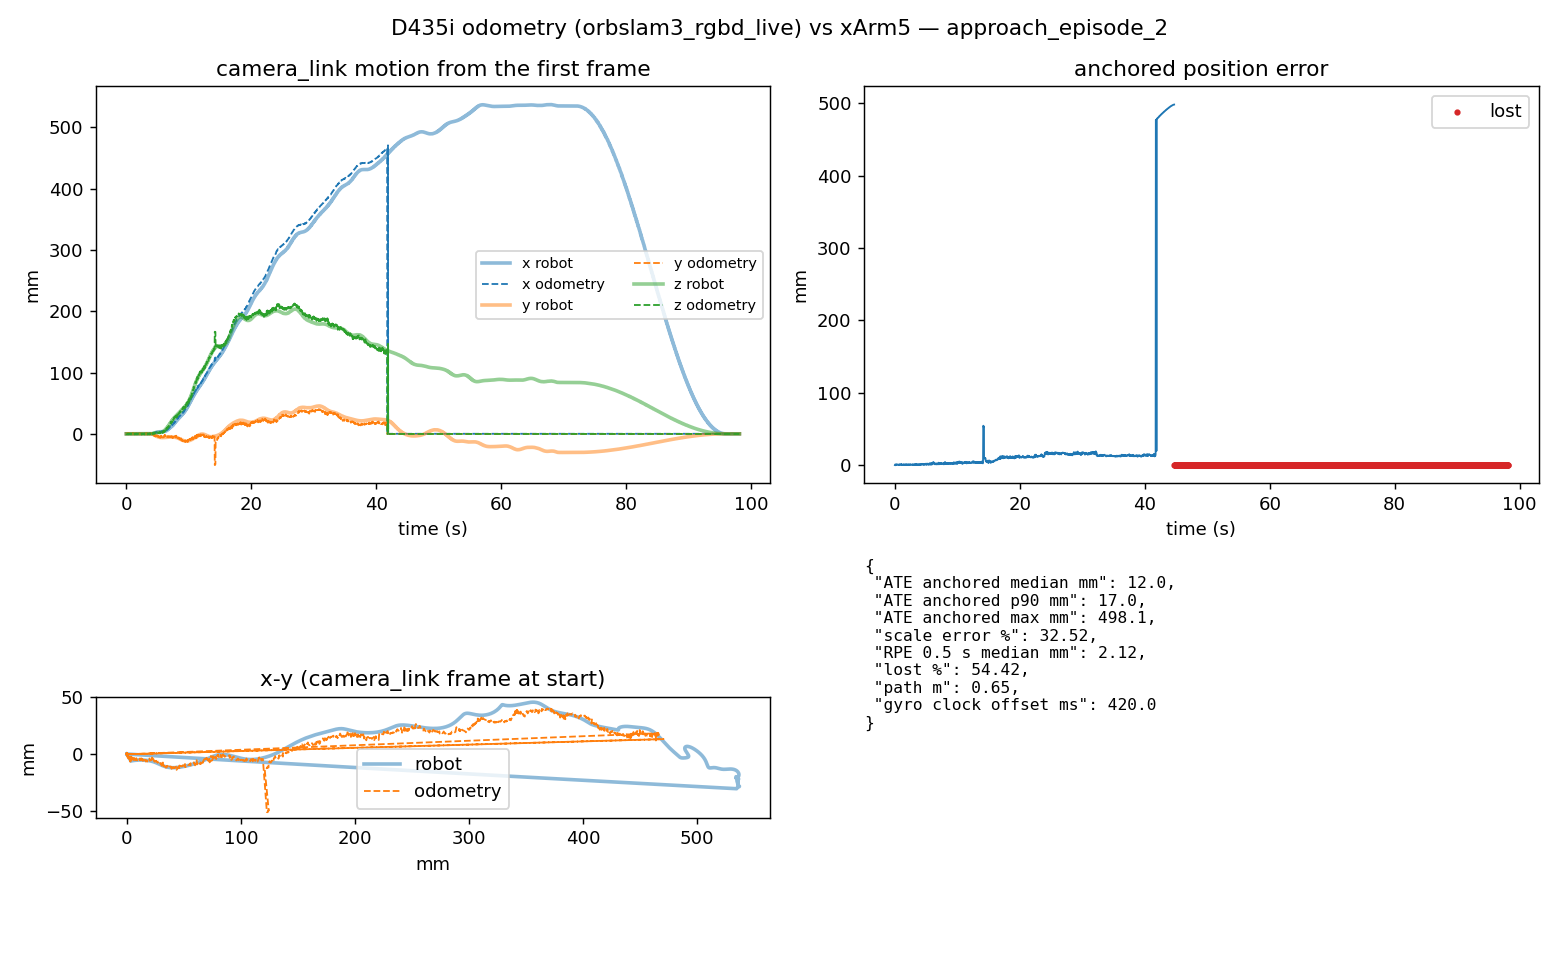 D435i odometry (orbslam3_rgbd_live) vs xArm5 — approach_episode_2
camera_link motion from the first frame
mm
500
400
300
200
100
0
x robot
x odometry
y robot
y odometry
z robot
z odometry
0 20 40 60 80 100
time (s)
anchored position error
mm
500
400
300
200
100
0
lost
0 20 40 60 80 100
time (s)
x-y (camera_link frame at start)
mm
50
0
−50
robot
odometry
0 100 200 300 400 500
mm
{
"ATE anchored median mm": 12.0,
"ATE anchored p90 mm": 17.0,
"ATE anchored max mm": 498.1,
"scale error %": 32.52,
"RPE 0.5 s median mm": 2.12,
"lost %": 54.42,
"path m": 0.65,
"gyro clock offset ms": 420.0
}